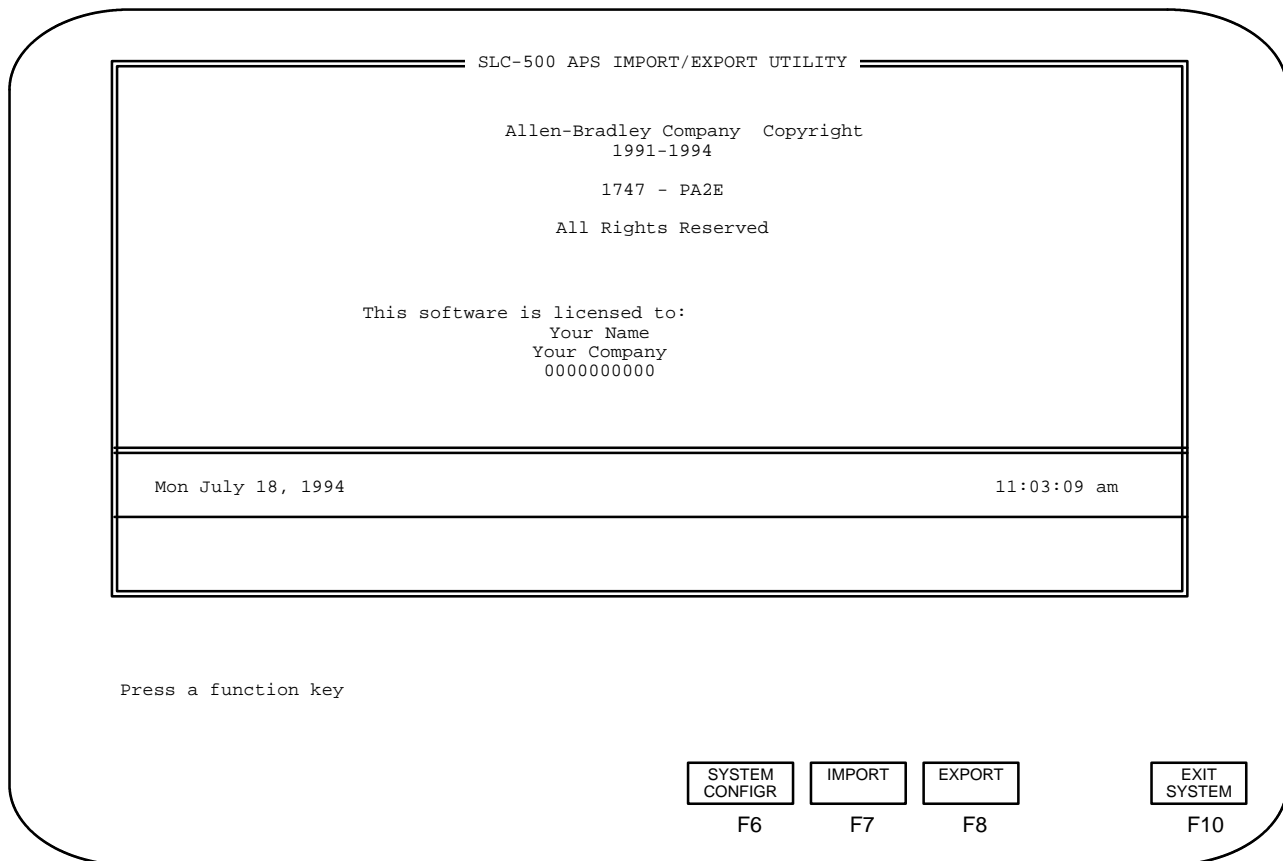 SLC-500 APS IMPORT/EXPORT UTILITY
Allen-Bradley Company  Copyright
1991-1994
1747 - PA2E
All Rights Reserved
This software is licensed to:
Your Name
Your Company
0000000000
Mon July 18, 1994 11:03:09 am
Press a function key
SYSTEM CONFIGR
IMPORT
EXPORT
EXIT SYSTEM
F6 F7 F8 F10